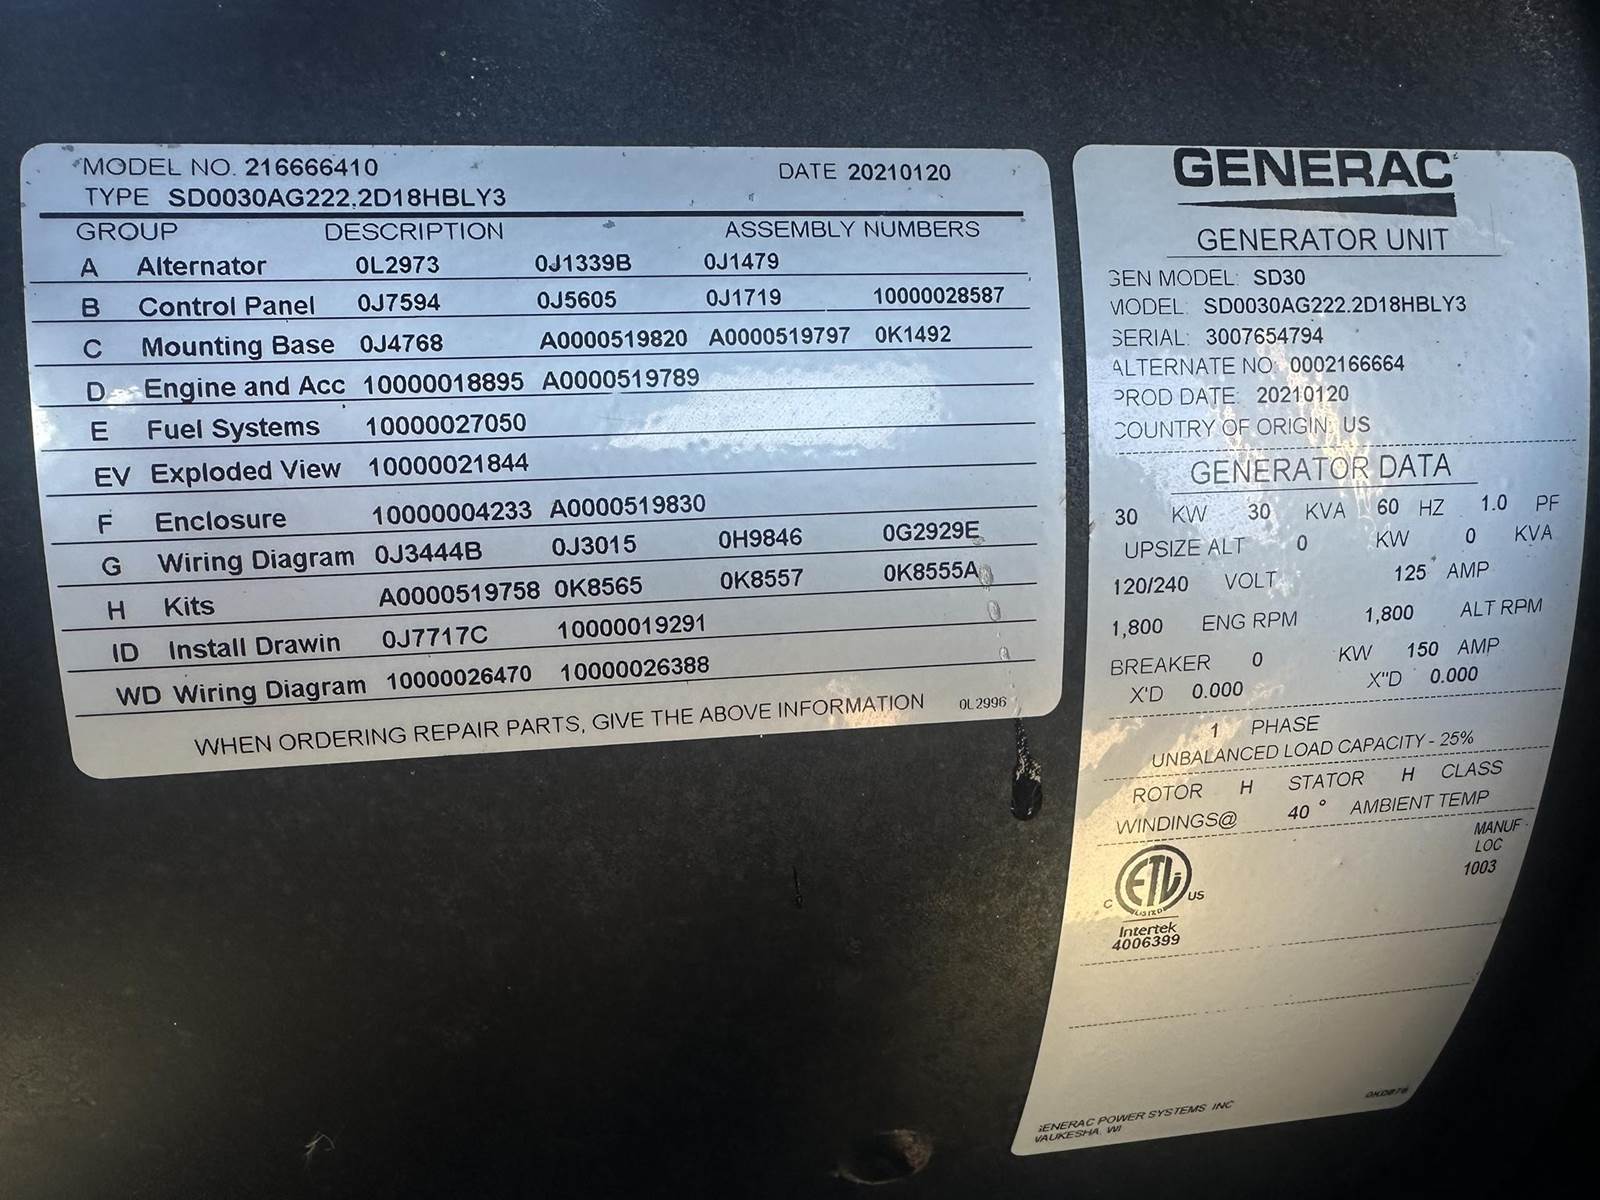 MODEL NO. 216666410 DATE 20210120
TYPE SD0030AG222.2D18HBLY3
GROUP DESCRIPTION ASSEMBLY NUMBERS
A Alternator 0L2973 0J1339B 0J1479
B Control Panel 0J7594 0J5605 0J1719 10000028587
C Mounting Base 0J4768 A0000519820 A0000519797 0K1492
D Engine and Acc 10000018895 A0000519789
E Fuel Systems 10000027050
EV Exploded View 10000021844
F Enclosure 10000004233 A0000519830
G Wiring Diagram 0J3444B 0J3015 0H9846 0G2929E
H Kits A0000519758 0K8565 0K8557 0K8555A
ID Install Drawin 0J7717C 10000019291
WD Wiring Diagram 10000026470 10000026388
WHEN ORDERING REPAIR PARTS, GIVE THE ABOVE INFORMATION 0L2996
GENERAC
GENERATOR UNIT
GEN MODEL: SD30
MODEL: SD0030AG222.2D18HBLY3
SERIAL: 3007654794
ALTERNATE NO: 0002166664
PROD DATE: 20210120
COUNTRY OF ORIGIN: US
GENERATOR DATA
30 KW 30 KVA 60 HZ 1.0 PF
UPSIZE ALT 0 KW 0 KVA
120/240 VOLT 125 AMP
1,800 ENG RPM 1,800 ALT RPM
BREAKER 0 KW 150 AMP
X'D 0.000 X"D 0.000
1 PHASE
UNBALANCED LOAD CAPACITY - 25%
ROTOR H STATOR H CLASS
WINDINGS@ 40 ° AMBIENT TEMP
MANUF
LOC
1003
C ETL US
LISTED
Intertek
4006399
GENERAC POWER SYSTEMS, INC
WAUKESHA, WI